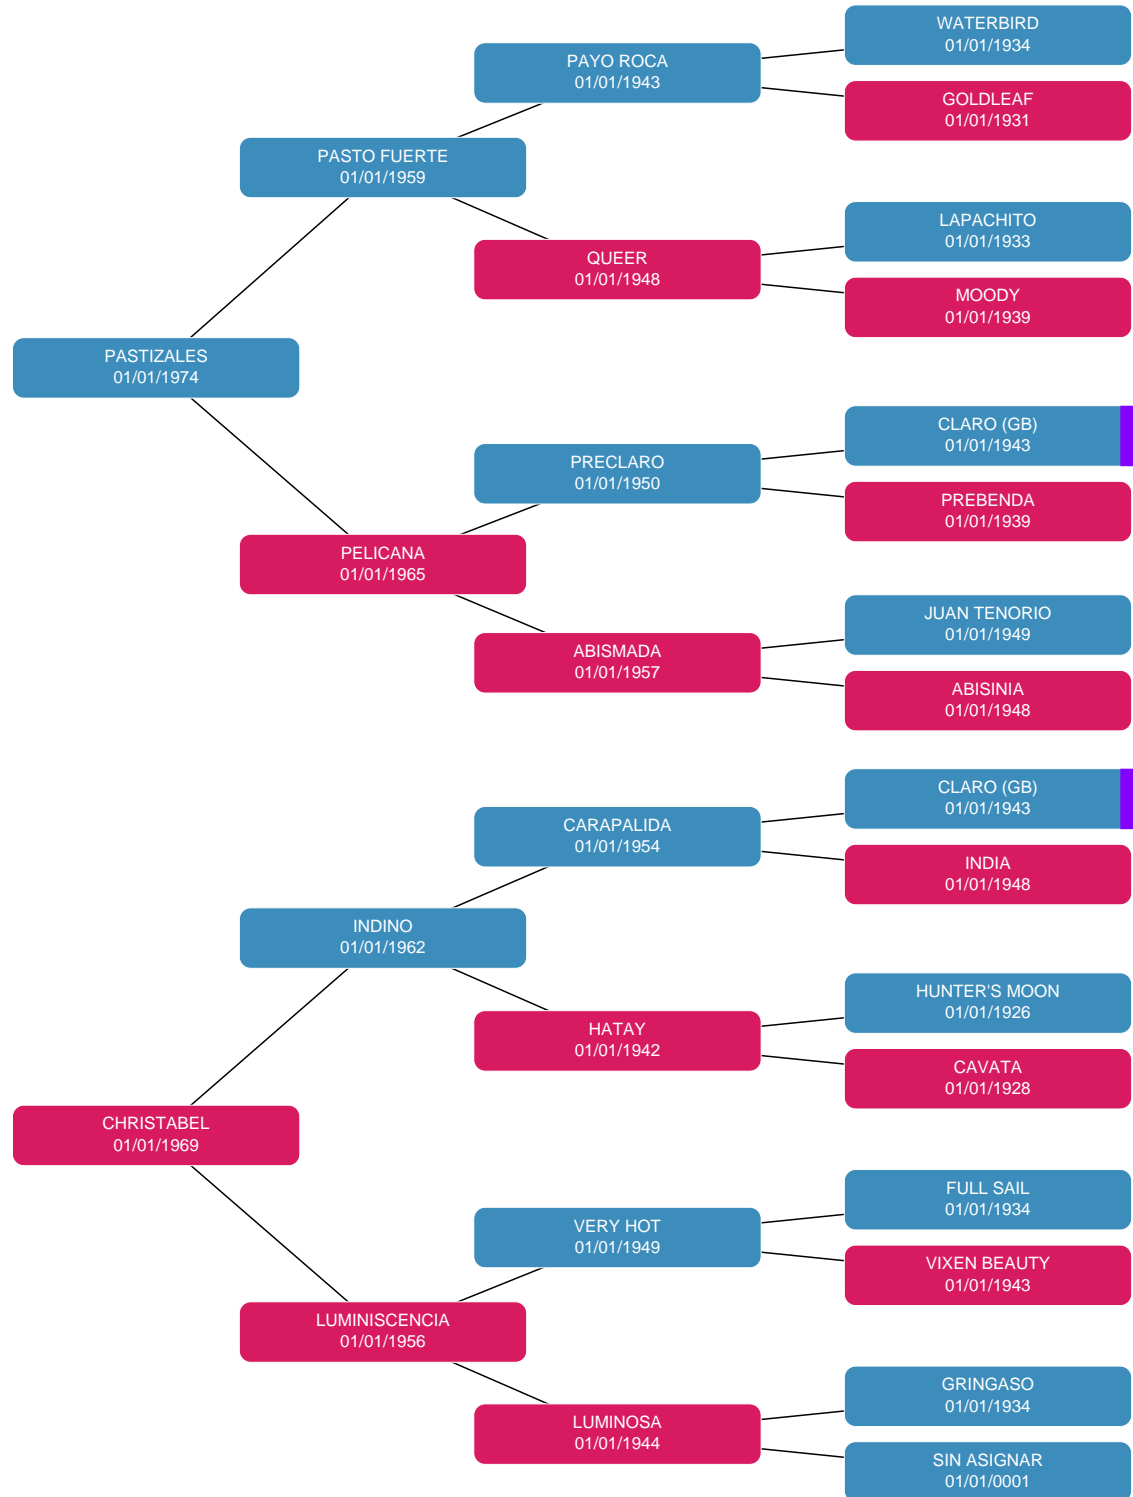 WATERBIRD
01/01/1934
PAYO ROCA
01/01/1943
GOLDLEAF
01/01/1931
PASTO FUERTE
01/01/1959
LAPACHITO
01/01/1933
QUEER
01/01/1948
MOODY
01/01/1939
PASTIZALES
01/01/1974
CLARO (GB)
01/01/1943
PRECLARO
01/01/1950
PREBENDA
01/01/1939
PELICANA
01/01/1965
JUAN TENORIO
01/01/1949
ABISMADA
01/01/1957
ABISINIA
01/01/1948
CLARO (GB)
01/01/1943
CARAPALIDA
01/01/1954
INDIA
01/01/1948
INDINO
01/01/1962
HUNTER'S MOON
01/01/1926
HATAY
01/01/1942
CAVATA
01/01/1928
CHRISTABEL
01/01/1969
FULL SAIL
01/01/1934
VERY HOT
01/01/1949
VIXEN BEAUTY
01/01/1943
LUMINISCENCIA
01/01/1956
GRINGASO
01/01/1934
LUMINOSA
01/01/1944
SIN ASIGNAR
01/01/0001